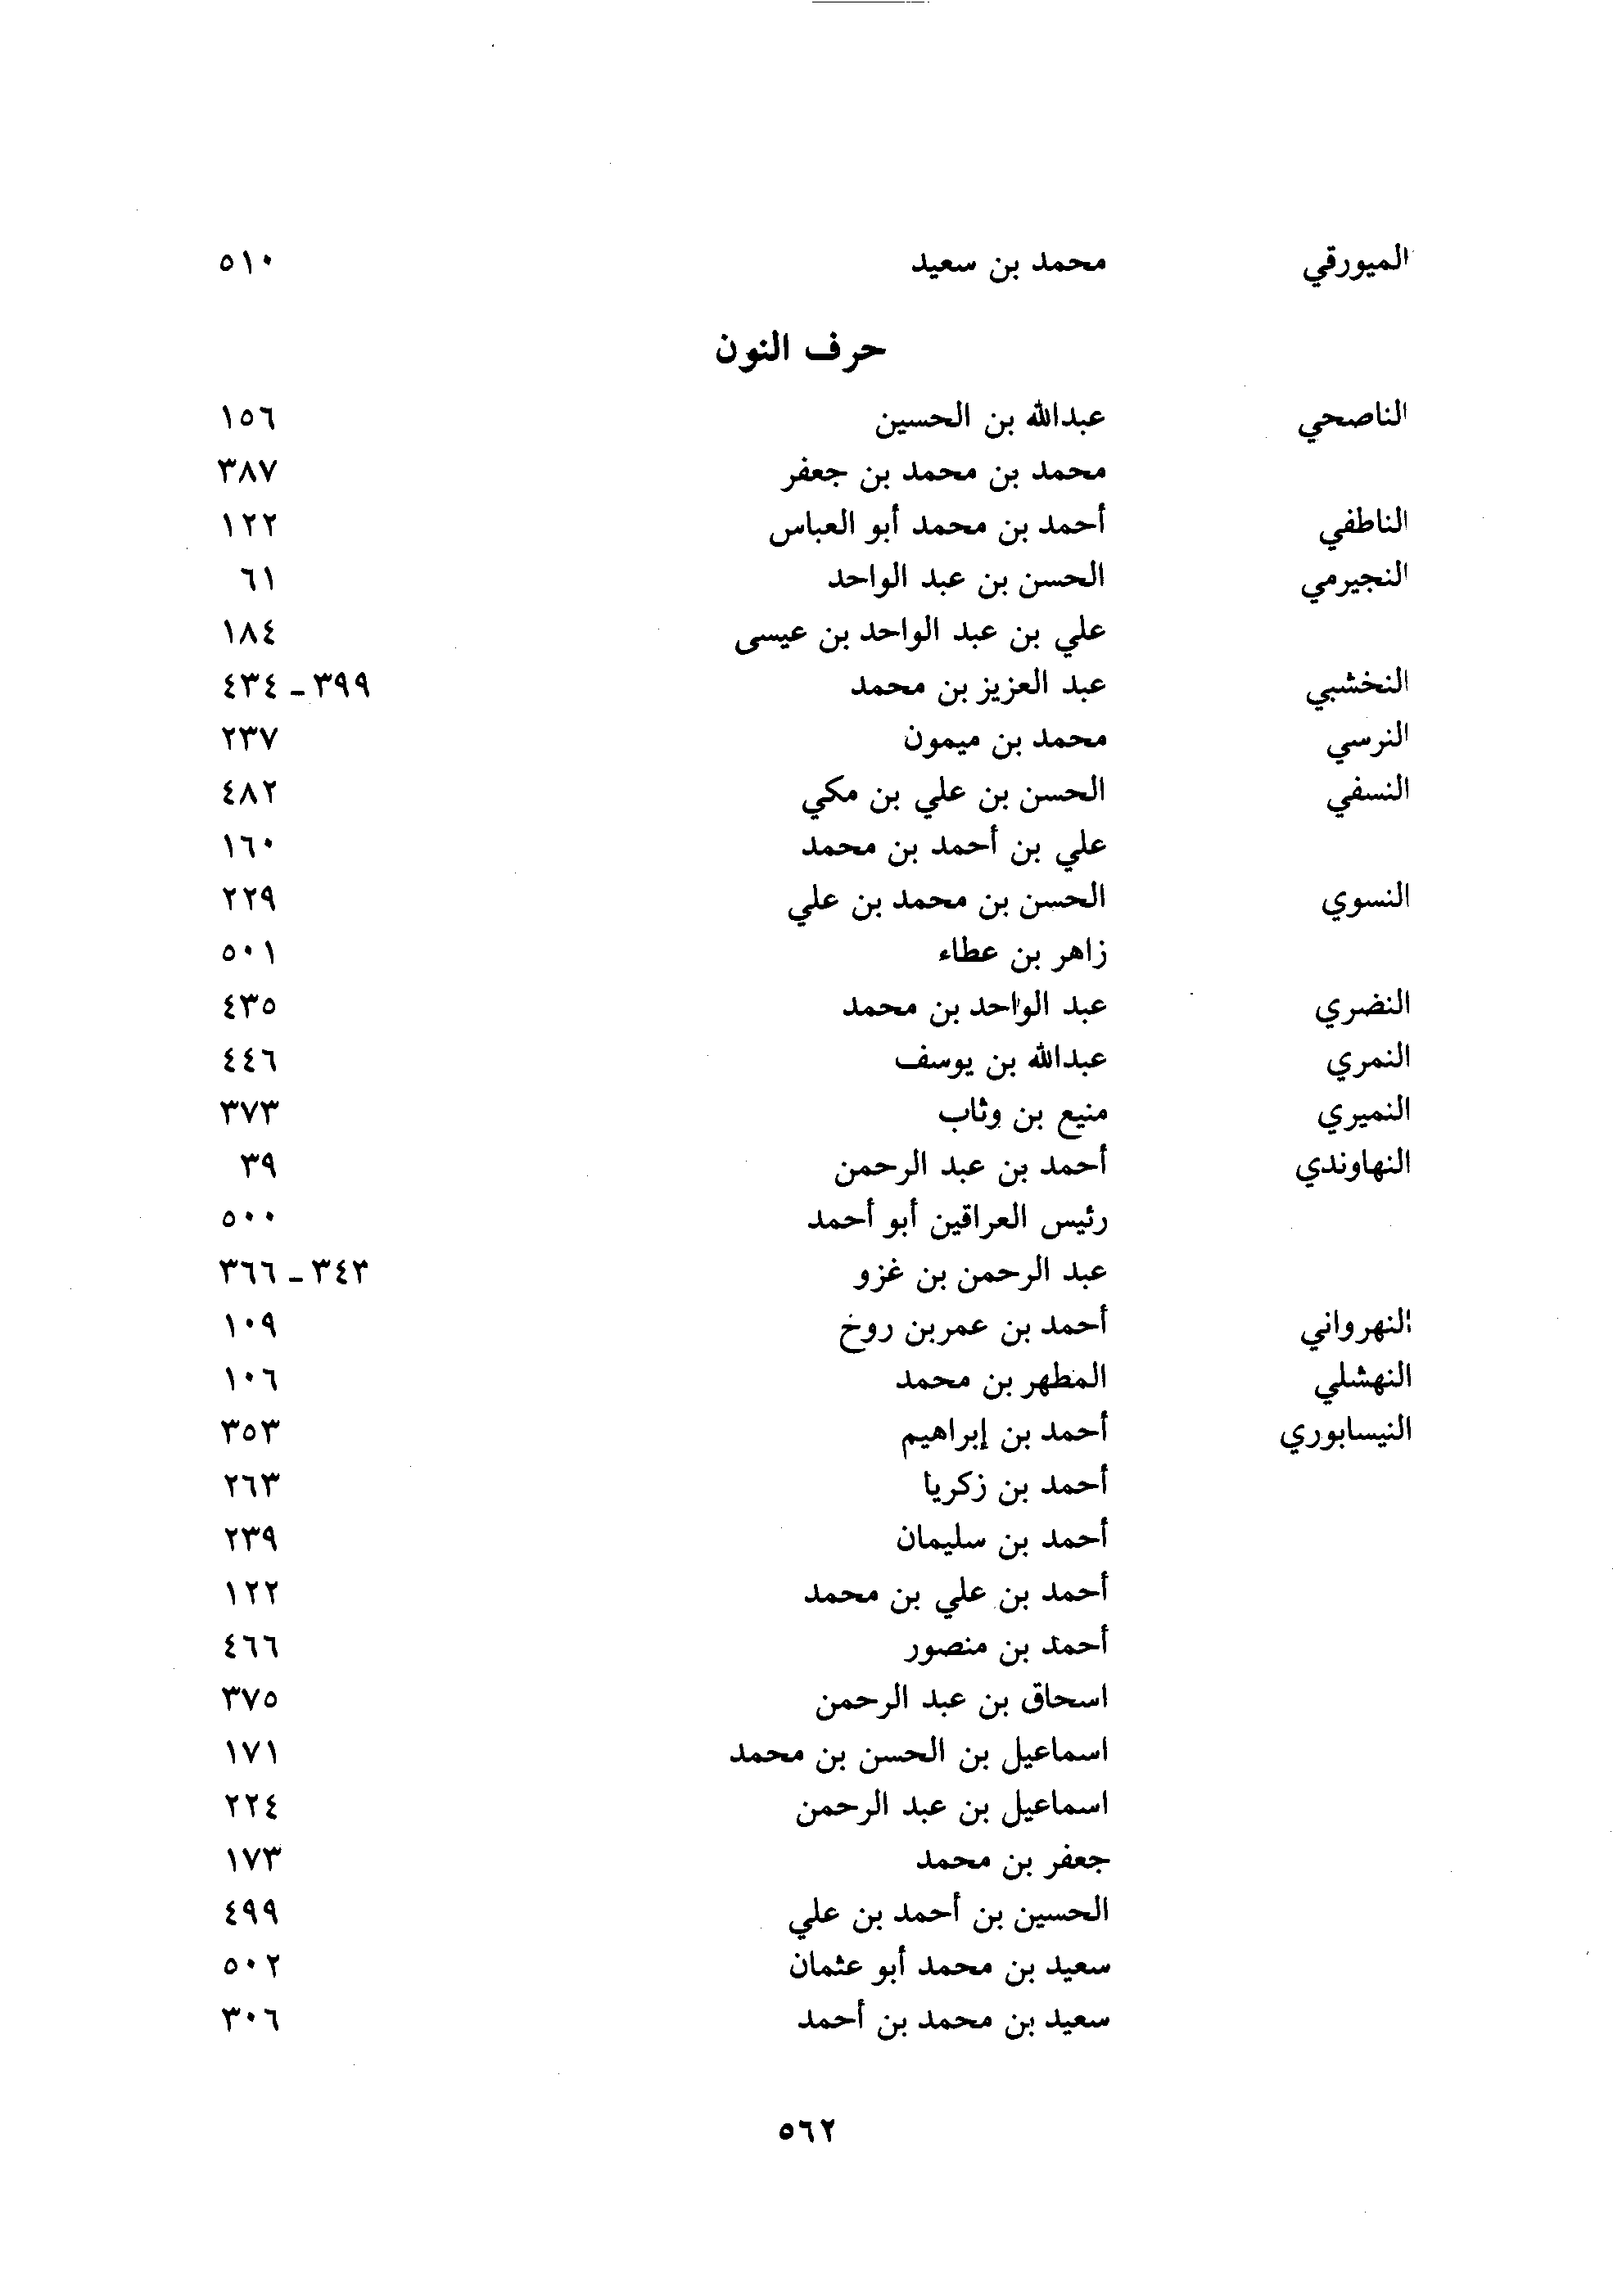 الميورقي محمد بن سعيد ٥١٠
حرف النون
الناصحي عبدالله بن الحسين ١٥٦
محمد بن محمد بن جعفر ٣٨٧
الناطفي أحمد بن محمد أبو العباس ١٢٢
النجيرمي الحسن بن عبد الواحد ٦١
علي بن عبد الواحد بن عيسى ١٨٤
النخشبي عبد العزيز بن محمد ٣٩٩ - ٤٣٤
النرسي محمد بن ميمون ٢٣٧
النسفي الحسن بن علي بن مكي ٤٨٢
علي بن أحمد بن محمد ١٦٠
النسوي الحسن بن محمد بن علي ٢٢٩
زاهر بن عطاء ٥٠١
النضري عبد الواحد بن محمد ٤٣٥
النمري عبدالله بن يوسف ٤٤٦
النميري منيع بن وثاب ٣٧٣
النهاوندي أحمد بن عبد الرحمن ٣٩
رئيس العراقين أبو أحمد ٥٠٠
عبد الرحمن بن غزو ٣٤٣ - ٣٦٦
النهرواني أحمد بن عمربن روخ ١٠٩
النهشلي المطهر بن محمد ١٠٦
النيسابوري أحمد بن إبراهيم ٣٥٣
أحمد بن زكريا ٢٦٣
أحمد بن سليمان ٢٣٩
أحمد بن علي بن محمد ١٢٢
أحمد بن منصور ٤٦٦
اسحاق بن عبد الرحمن ٣٧٥
اسماعيل بن الحسن بن محمد ١٧١
اسماعيل بن عبد الرحمن ٢٢٤
جعفر بن محمد ١٧٣
الحسين بن أحمد بن علي ٤٩٩
سعيد بن محمد أبو عثمان ٥٠٢
سعيد بن محمد بن أحمد ٣٠٦
٥٦٢